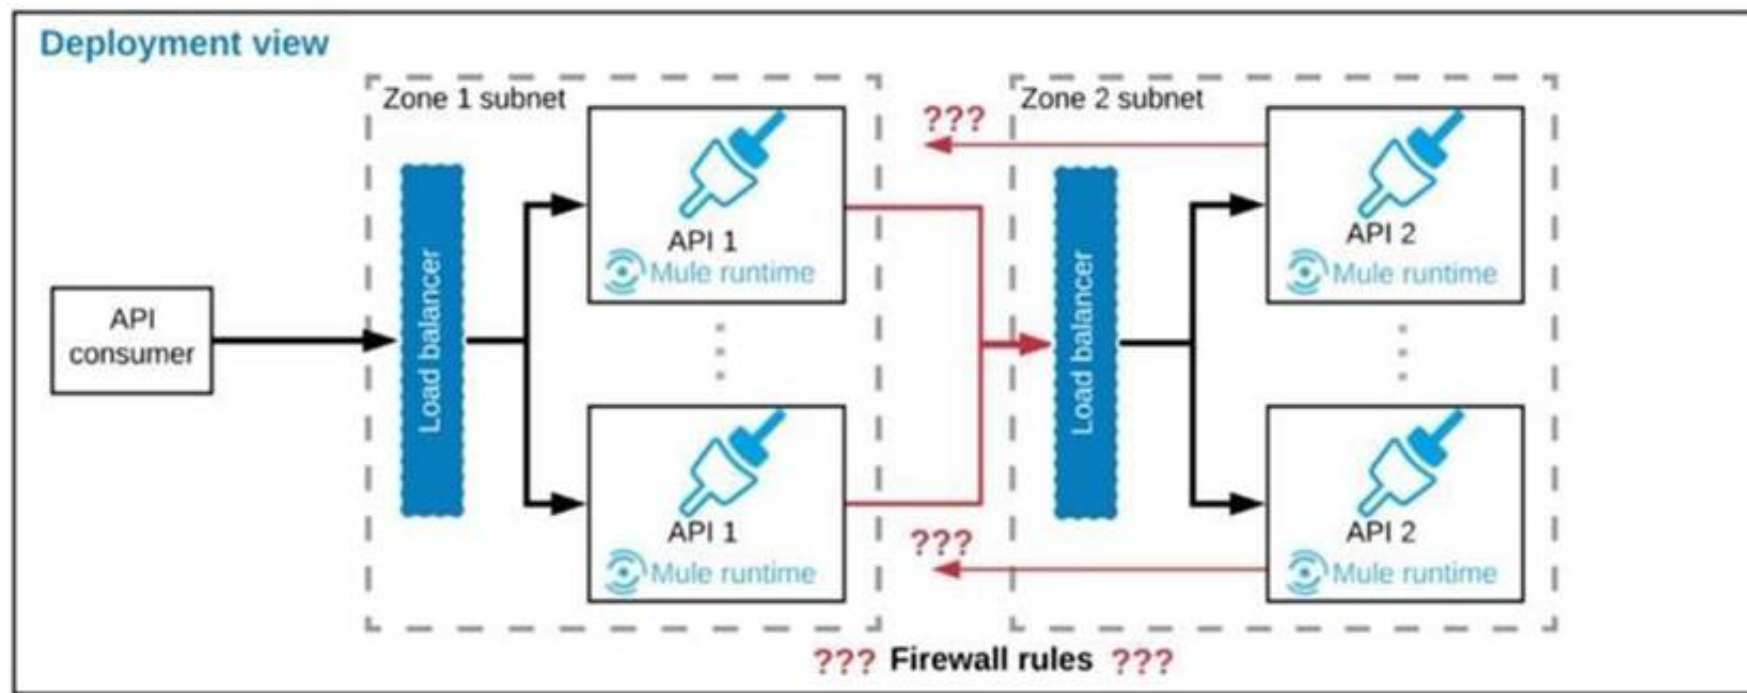 Deployment view
Zone 1 subnet
Zone 2 subnet
???
API 1
Mule runtime
API 2
Mule runtime
API
consumer
Load balancer
Load balancer
???
API 1
Mule runtime
API 2
Mule runtime
??? Firewall rules ???